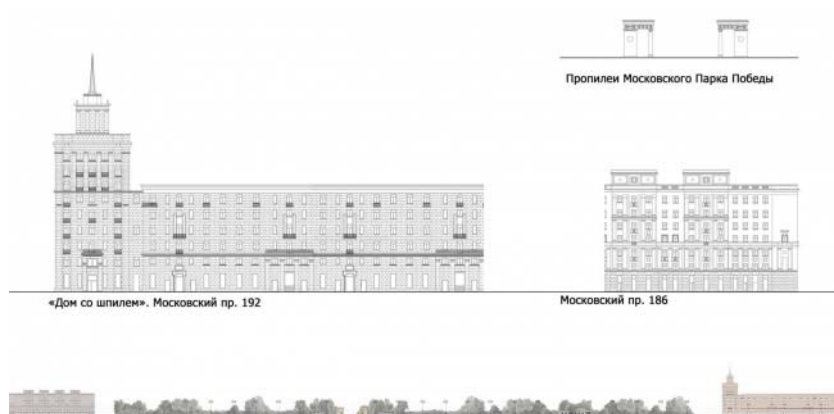 Пропилеи Московского Парка Победы
«Дом со шпилем». Московский пр. 192
Московский пр. 186